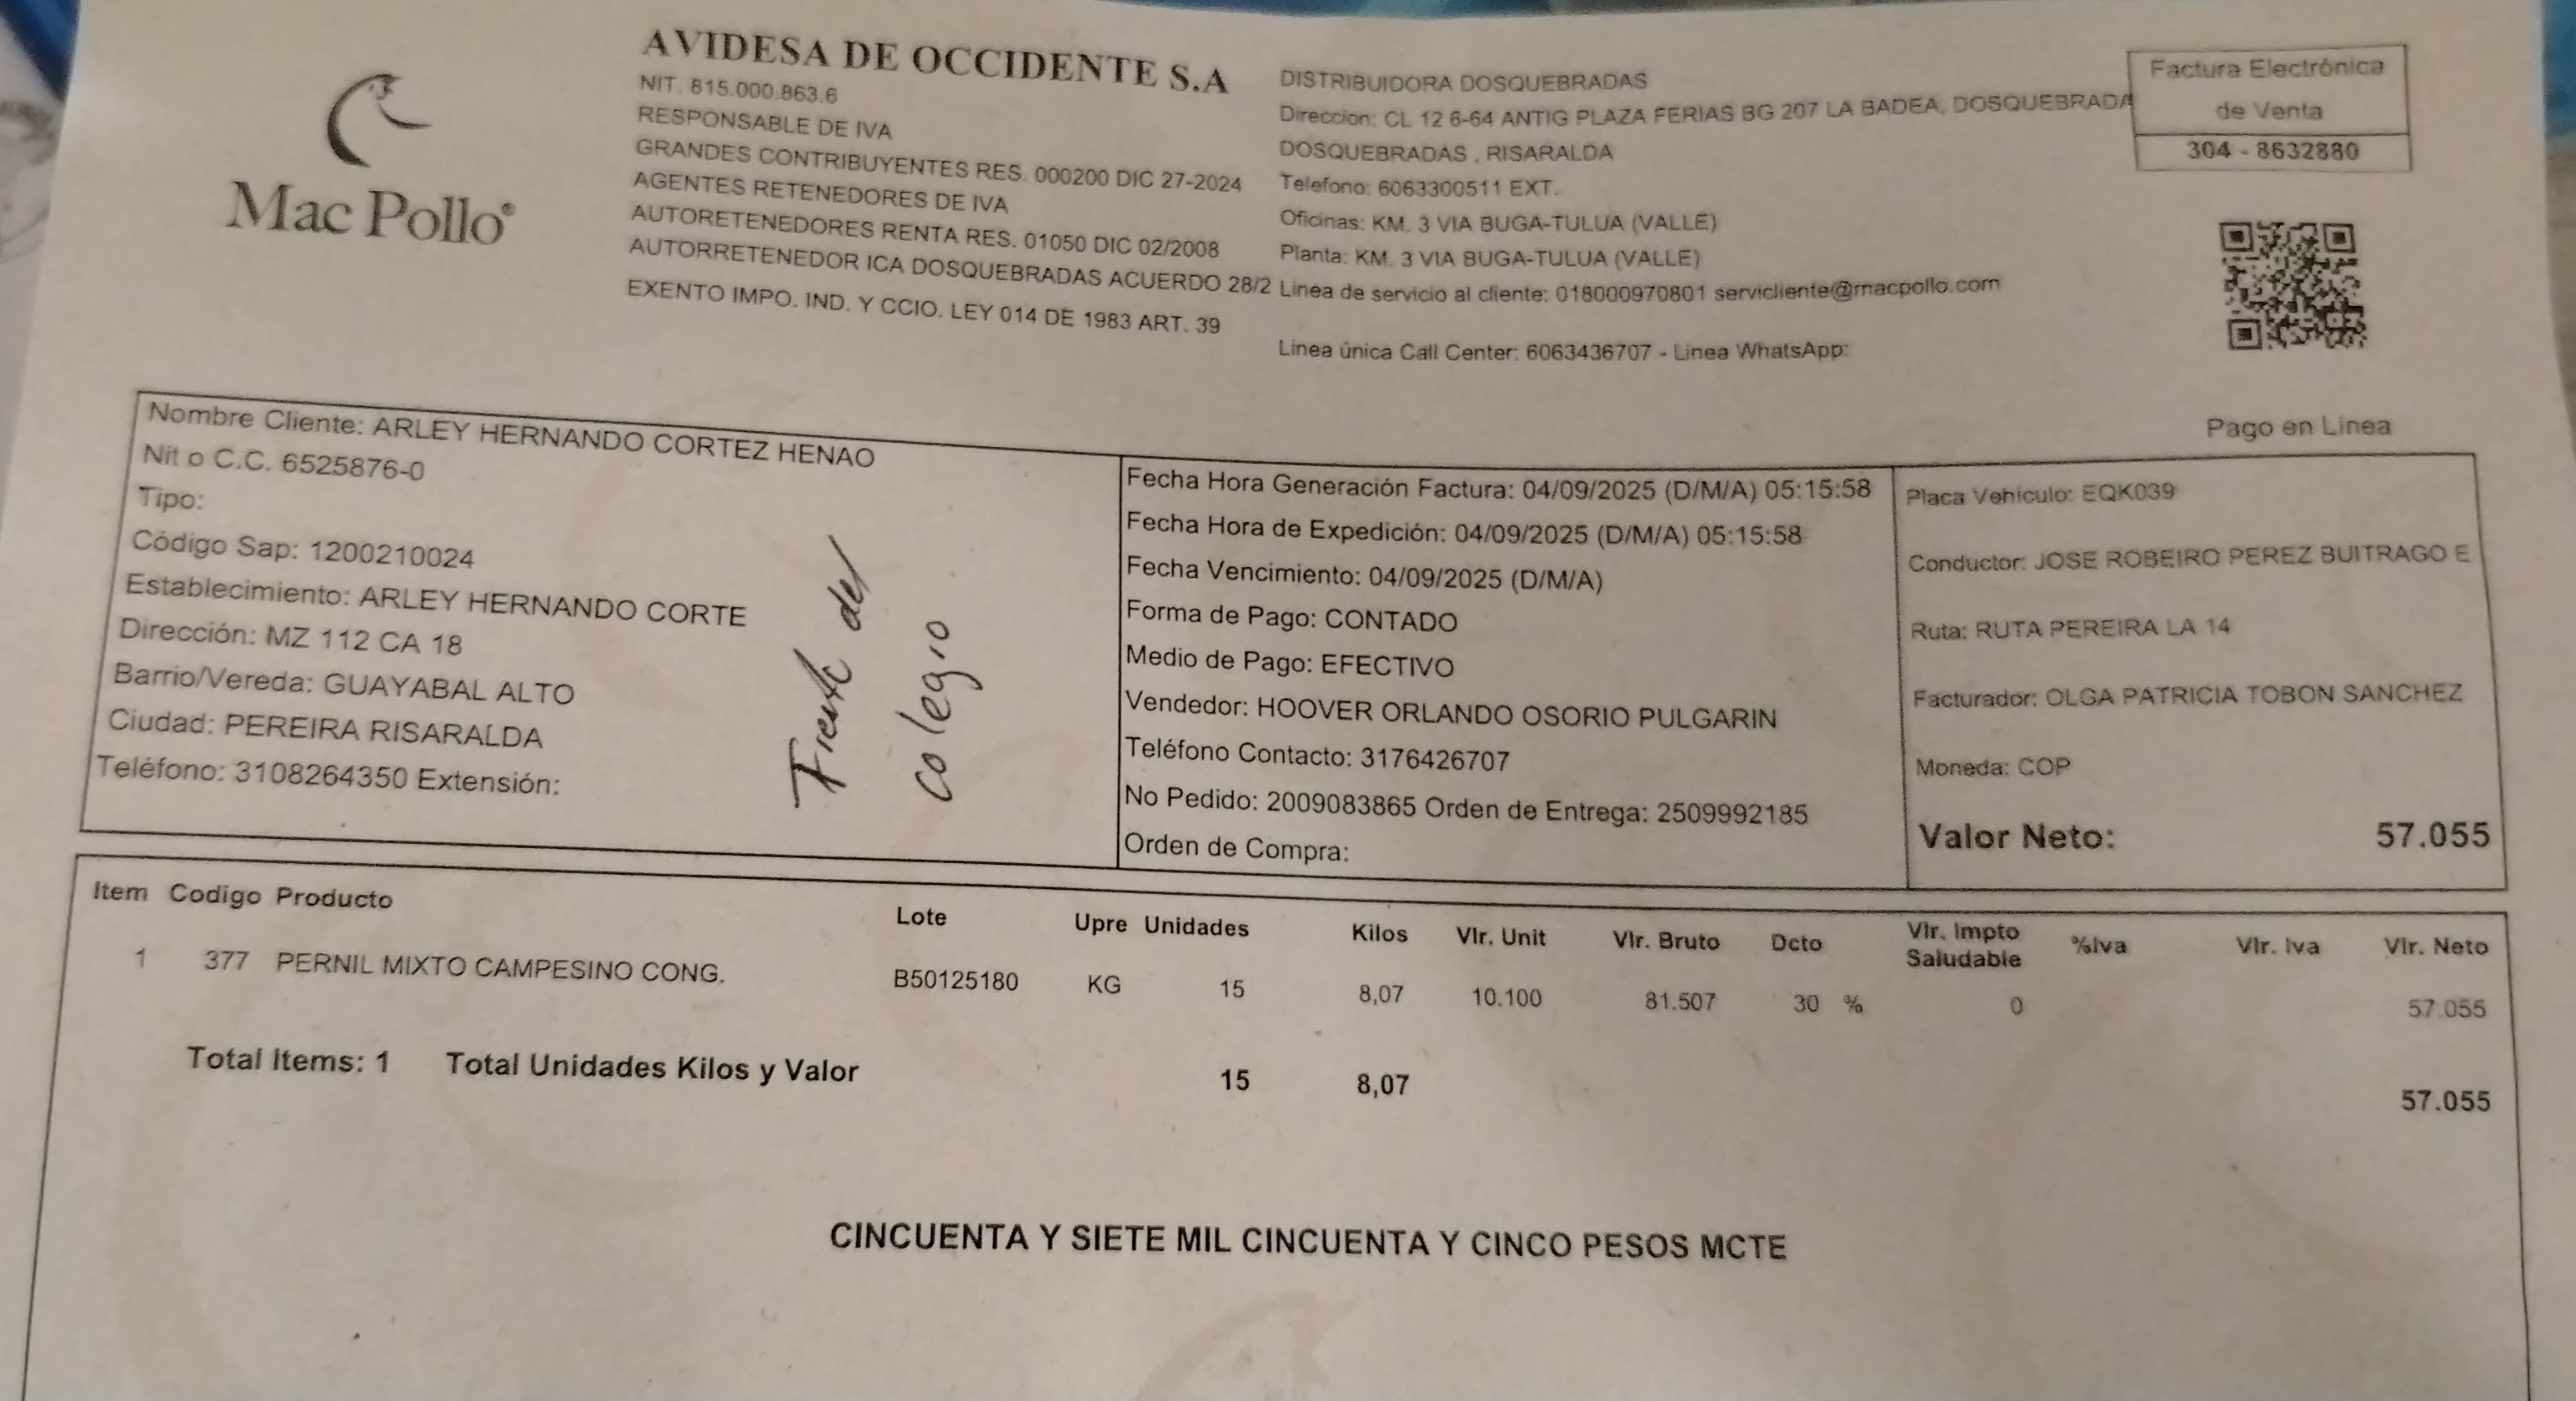 Mac Pollo®
AVIDESA DE OCCIDENTE S.A
NIT. 815.000.863.6
RESPONSABLE DE IVA
GRANDES CONTRIBUYENTES RES. 000200 DIC 27-2024
AGENTES RETENEDORES DE IVA
AUTORETENEDORES RENTA RES. 01050 DIC 02/2008
AUTORRETENEDOR ICA DOSQUEBRADAS ACUERDO 28/2
EXENTO IMPO. IND. Y CCIO. LEY 014 DE 1983 ART. 39
DISTRIBUIDORA DOSQUEBRADAS
Direccion: CL 12 6-64 ANTIG PLAZA FERIAS BG 207 LA BADEA, DOSQUEBRADA
DOSQUEBRADAS , RISARALDA
Telefono: 6063300511 EXT.
Oficinas: KM. 3 VIA BUGA-TULUA (VALLE)
Planta: KM. 3 VIA BUGA-TULUA (VALLE)
Linea de servicio al cliente: 018000970801 servicliente@macpollo.com
Linea única Call Center: 6063436707 - Linea WhatsApp:
Factura Electrónica
de Venta
304 - 8632880
Pago en Linea
Nombre Cliente: ARLEY HERNANDO CORTEZ HENAO
Nit o C.C. 6525876-0
Tipo:
Código Sap: 1200210024
Establecimiento: ARLEY HERNANDO CORTE
Dirección: MZ 112 CA 18
Barrio/Vereda: GUAYABAL ALTO
Ciudad: PEREIRA RISARALDA
Teléfono: 3108264350 Extensión:
Frente del
colegio
Fecha Hora Generación Factura: 04/09/2025 (D/M/A) 05:15:58
Fecha Hora de Expedición: 04/09/2025 (D/M/A) 05:15:58
Fecha Vencimiento: 04/09/2025 (D/M/A)
Forma de Pago: CONTADO
Medio de Pago: EFECTIVO
Vendedor: HOOVER ORLANDO OSORIO PULGARIN
Teléfono Contacto: 3176426707
No Pedido: 2009083865 Orden de Entrega: 2509992185
Orden de Compra:
Placa Vehículo: EQK039
Conductor: JOSE ROBEIRO PEREZ BUITRAGO E
Ruta: RUTA PEREIRA LA 14
Facturador: OLGA PATRICIA TOBON SANCHEZ
Moneda: COP
Valor Neto: 57.055
Item Codigo Producto Lote Upre Unidades Kilos Vlr. Unit Vlr. Bruto Dcto Vlr. Impto Saludable %Iva Vlr. Iva Vlr. Neto
1 377 PERNIL MIXTO CAMPESINO CONG. B50125180 KG 15 8,07 10.100 81.507 30 % 0 57.055
Total Items: 1 Total Unidades Kilos y Valor 15 8,07 57.055
CINCUENTA Y SIETE MIL CINCUENTA Y CINCO PESOS MCTE